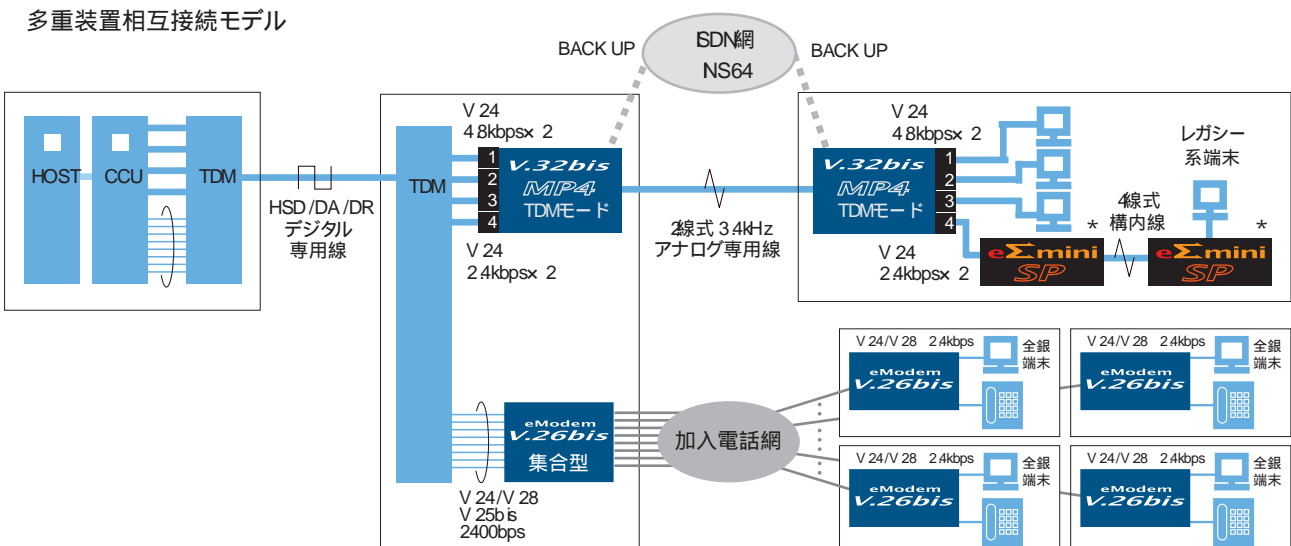 多重装置相互接続モデル
BACK UP
ISDN網
NS64
BACK UP
HOST
CCU
TDM
HSD/DA/DR
デジタル
専用線
TDM
V 24
4.8kbps× 2
1
2
3
4
V.32bis
MP4
TDMモード
V 24
2.4kbps× 2
2線式 3.4kHz
アナログ専用線
V 24
4.8kbps× 2
V.32bis
MP4
TDMモード
1
2
3
4
V 24
2.4kbps× 2
レガシー
系端末
4線式
構内線
*
eΣmini
SP
*
eΣmini
SP
eModem
V.26bis
集合型
V 24/V 28
V 25bis
2400bps
加入電話網
V 24/V 28 2.4kbps
eModem
V.26bis
全銀
端末
V 24/V 28 2.4kbps
eModem
V.26bis
全銀
端末
V 24/V 28 2.4kbps
eModem
V.26bis
全銀
端末
V 24/V 28 2.4kbps
eModem
V.26bis
全銀
端末